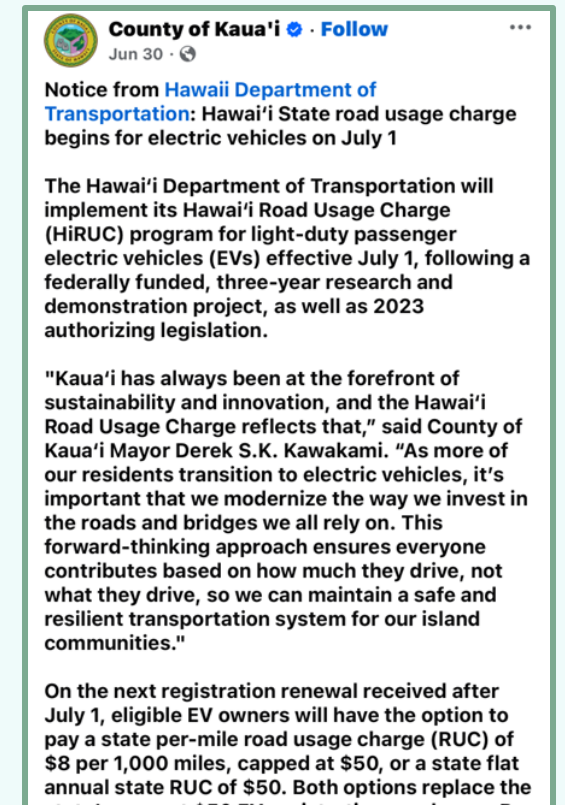 County of Kaua'i · Follow
Jun 30 ·
Notice from Hawaii Department of
Transportation: Hawaiʻi State road usage charge
begins for electric vehicles on July 1
The Hawaiʻi Department of Transportation will
implement its Hawaiʻi Road Usage Charge
(HiRUC) program for light-duty passenger
electric vehicles (EVs) effective July 1, following a
federally funded, three-year research and
demonstration project, as well as 2023
authorizing legislation.
"Kauaʻi has always been at the forefront of
sustainability and innovation, and the Hawaiʻi
Road Usage Charge reflects that,” said County of
Kauaʻi Mayor Derek S.K. Kawakami. “As more of
our residents transition to electric vehicles, it’s
important that we modernize the way we invest in
the roads and bridges we all rely on. This
forward-thinking approach ensures everyone
contributes based on how much they drive, not
what they drive, so we can maintain a safe and
resilient transportation system for our island
communities."
On the next registration renewal received after
July 1, eligible EV owners will have the option to
pay a state per-mile road usage charge (RUC) of
$8 per 1,000 miles, capped at $50, or a state flat
annual state RUC of $50. Both options replace the